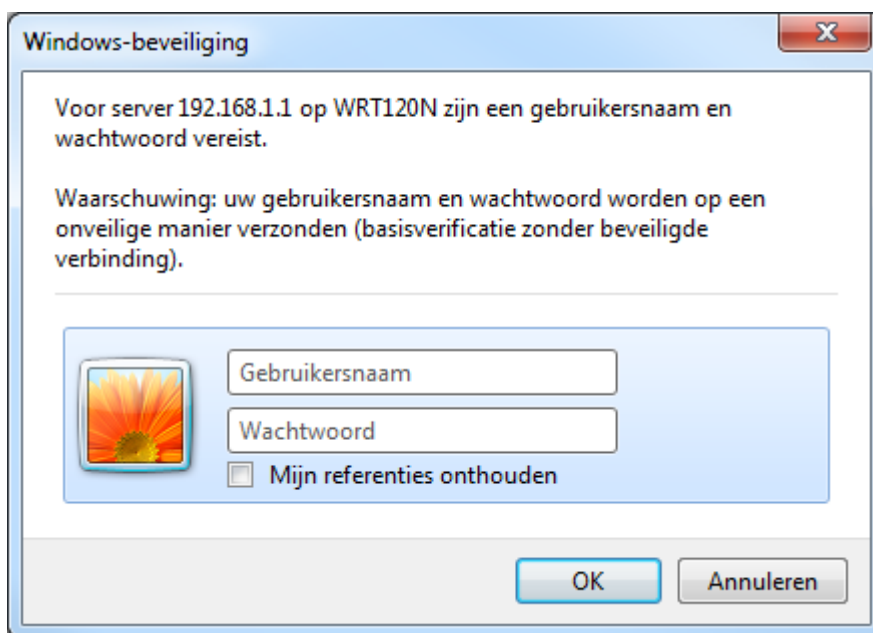 Windows-beveiliging
Voor server 192.168.1.1 op WRT120N zijn een gebruikersnaam en
wachtwoord vereist.
Waarschuwing: uw gebruikersnaam en wachtwoord worden op een
onveilige manier verzonden (basisverificatie zonder beveiligde
verbinding).
Gebruikersnaam
Wachtwoord
Mijn referenties onthouden
OK Annuleren